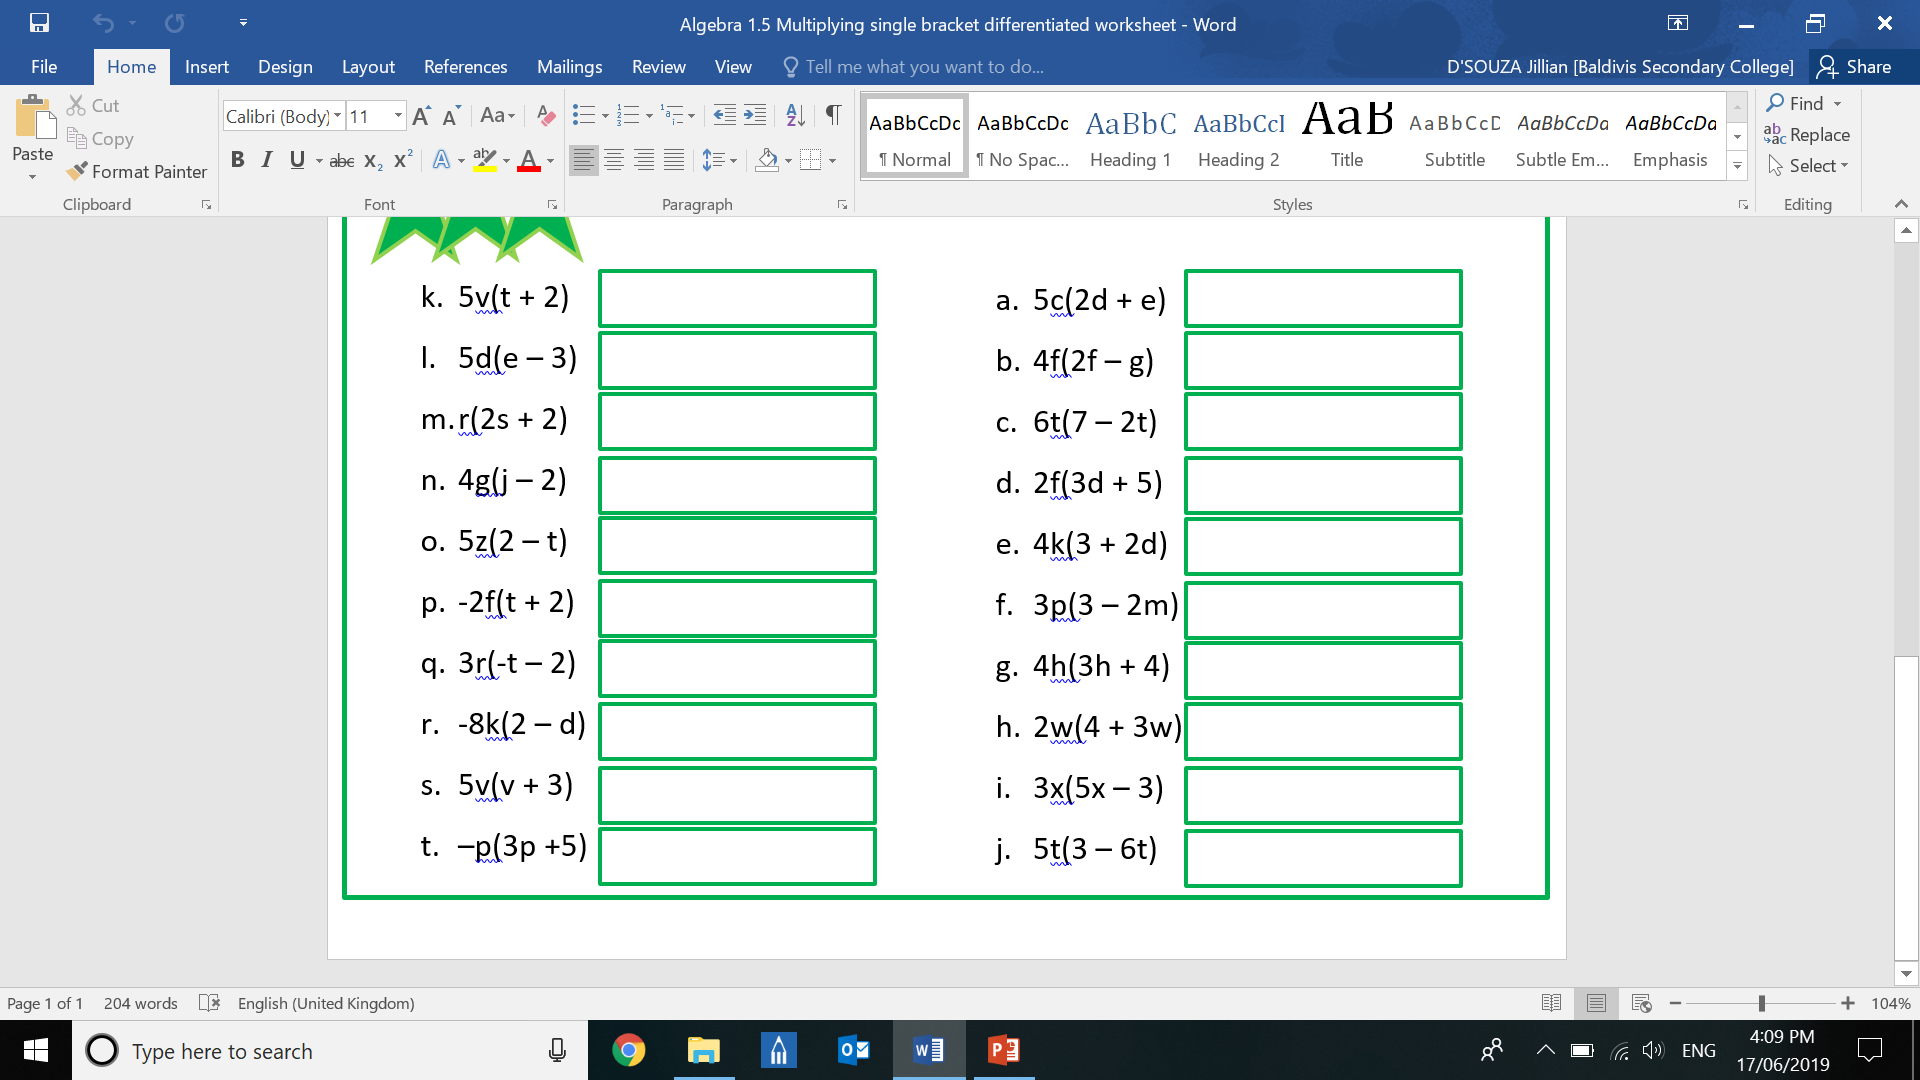 Algebra 1.5 Multiplying single bracket differentiated worksheet - Word
File Home Insert Design Layout References Mailings Review View Tell me what you want to do... D'SOUZA Jillian [Baldivis Secondary College] Share
Paste
Cut
Copy
Format Painter
Clipboard
Calibri (Body) 11
Font
Paragraph
AaBbCcDc AaBbCcDc AaBbC AaBbCcI AaB AaBbCcD AaBbCcDa AaBbCcDa
¶ Normal ¶ No Spac... Heading 1 Heading 2 Title Subtitle Subtle Em... Emphasis
Styles
Find
Replace
Select
Editing
k. 5v(t + 2)
l. 5d(e – 3)
m. r(2s + 2)
n. 4g(j – 2)
o. 5z(2 – t)
p. -2f(t + 2)
q. 3r(-t – 2)
r. -8k(2 – d)
s. 5v(v + 3)
t. –p(3p +5)
a. 5c(2d + e)
b. 4f(2f – g)
c. 6t(7 – 2t)
d. 2f(3d + 5)
e. 4k(3 + 2d)
f. 3p(3 – 2m)
g. 4h(3h + 4)
h. 2w(4 + 3w)
i. 3x(5x – 3)
j. 5t(3 – 6t)
Page 1 of 1 204 words English (United Kingdom) 104%
Type here to search
ENG
4:09 PM
17/06/2019